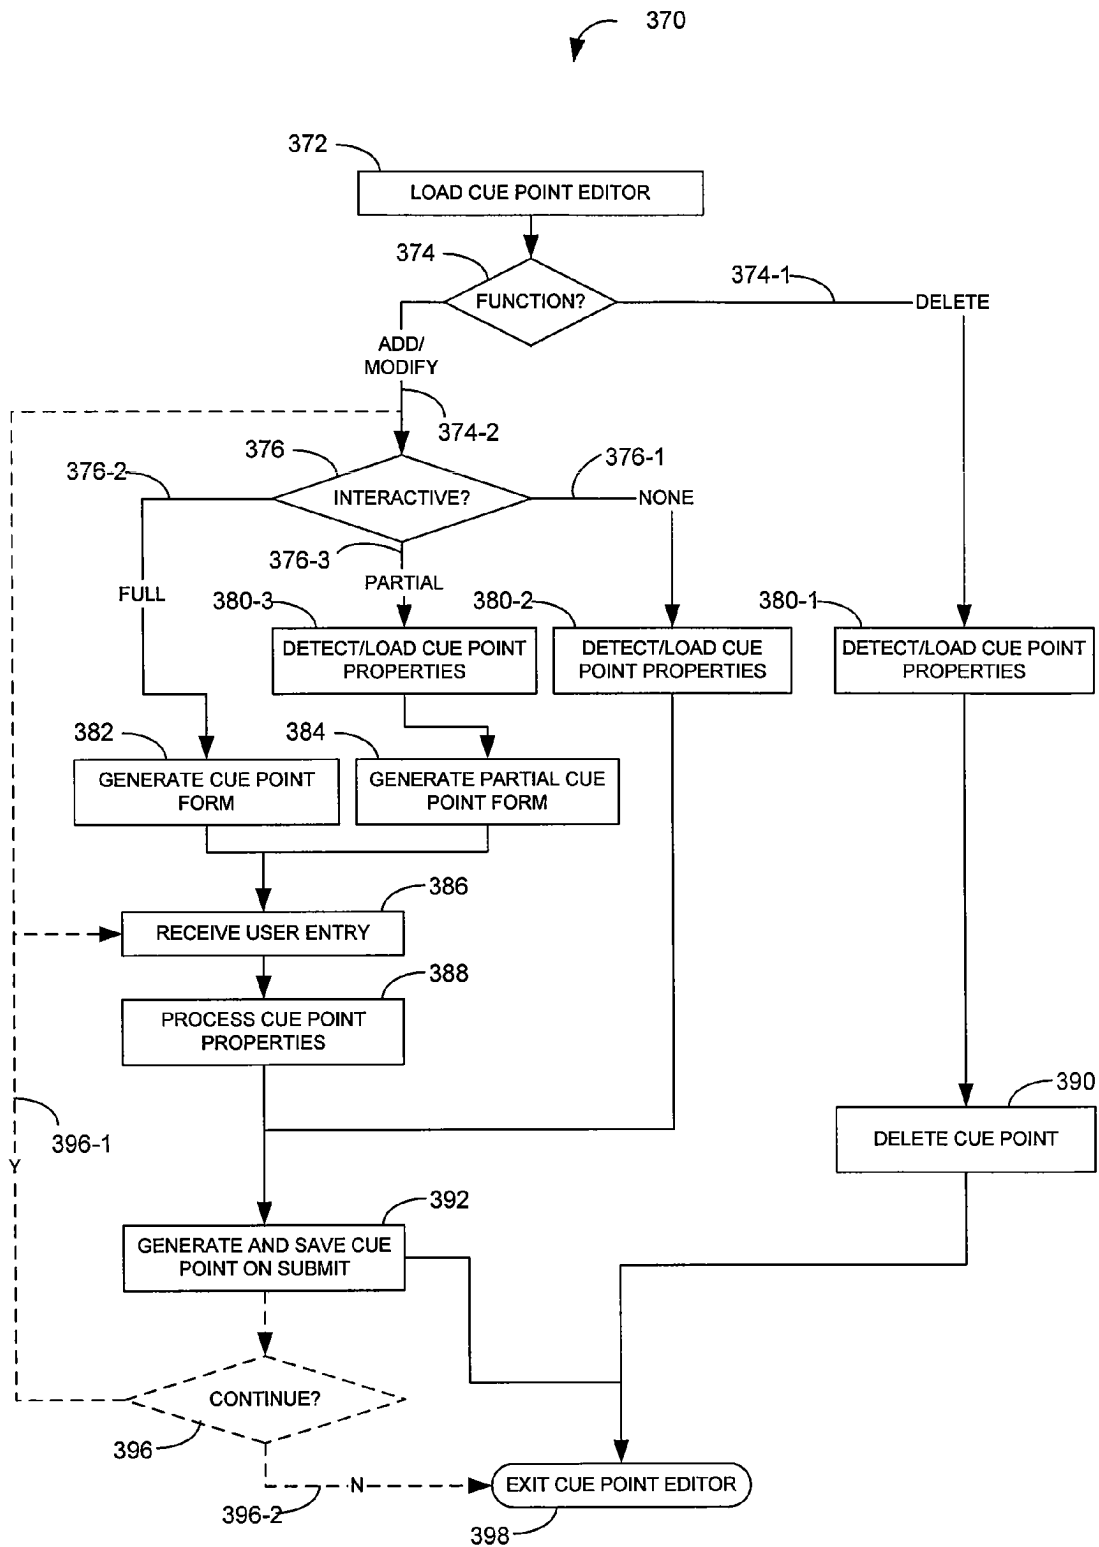 370
372
LOAD CUE POINT EDITOR
374
FUNCTION?
374-1
DELETE
ADD/
MODIFY
374-2
376
376-2
INTERACTIVE?
376-1
NONE
376-3
PARTIAL
FULL
380-3
DETECT/LOAD CUE POINT
PROPERTIES
380-2
DETECT/LOAD CUE
POINT PROPERTIES
380-1
DETECT/LOAD CUE POINT
PROPERTIES
382
GENERATE CUE POINT
FORM
384
GENERATE PARTIAL CUE
POINT FORM
386
RECEIVE USER ENTRY
388
PROCESS CUE POINT
PROPERTIES
390
DELETE CUE POINT
396-1
Y
392
GENERATE AND SAVE CUE
POINT ON SUBMIT
CONTINUE?
396
N
396-2
EXIT CUE POINT EDITOR
398